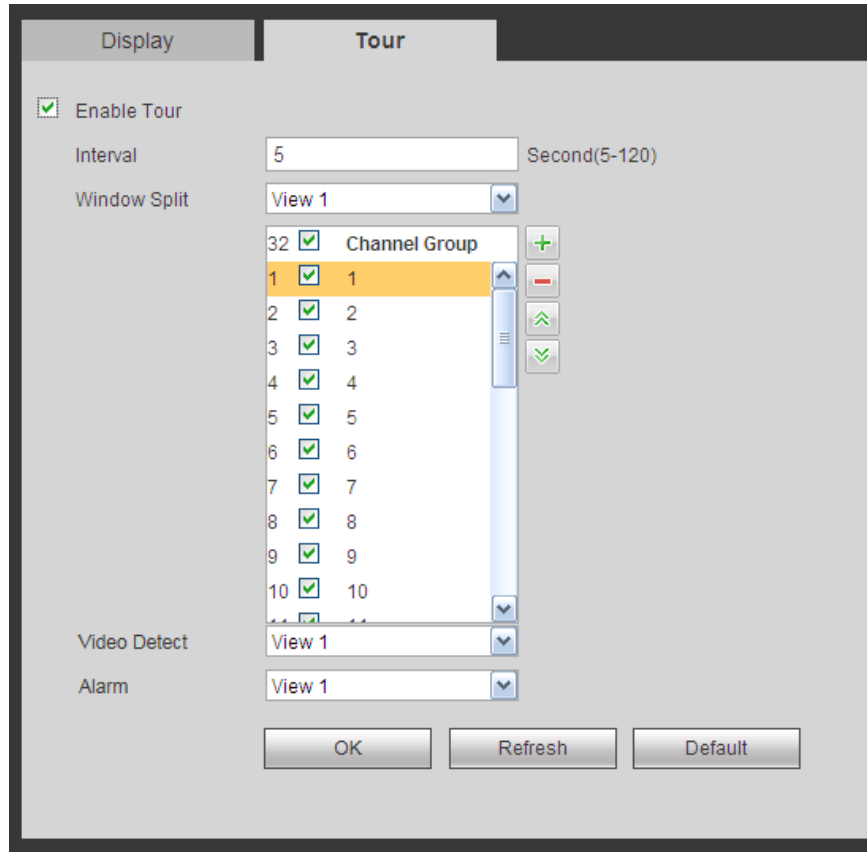 Display Tour
Enable Tour
Interval 5 Second(5-120)
Window Split View 1
32 Channel Group
1 1
2 2
3 3
4 4
5 5
6 6
7 7
8 8
9 9
10 10
Video Detect View 1
Alarm View 1
OK Refresh Default